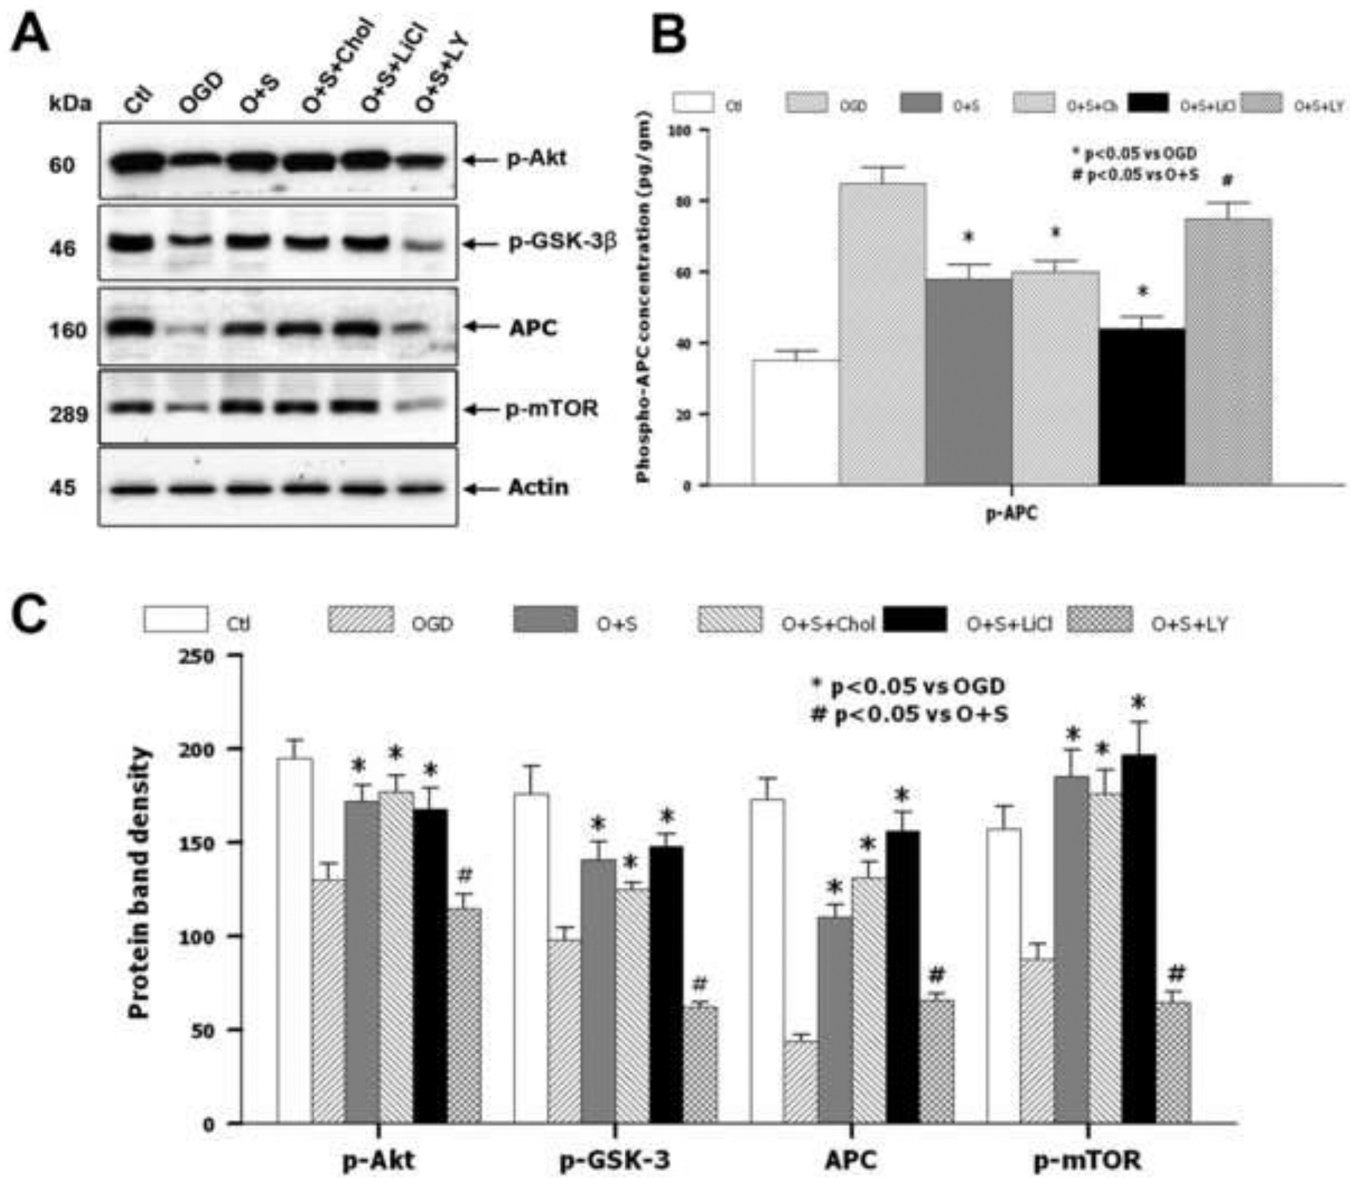 A
Ctl
OGD
O+S
O+S+Chol
O+S+LiCl
O+S+LY
kDa
60
p-Akt
46
p-GSK-3β
160
APC
289
p-mTOR
45
Actin
B
Ctl OGD O+S O+S+Ch O+S+LiCl O+S+LY
Phospho-APC concentration (pg/gm)
100
80
60
40
20
0
* p<0.05 vs OGD
# p<0.05 vs O+S
*
*
*
#
p-APC
C
Ctl OGD O+S O+S+Chol O+S+LiCl O+S+LY
Protein band density
250
200
150
100
50
0
* p<0.05 vs OGD
# p<0.05 vs O+S
* * * #
* * * #
* * * #
* * * #
p-Akt p-GSK-3 APC p-mTOR